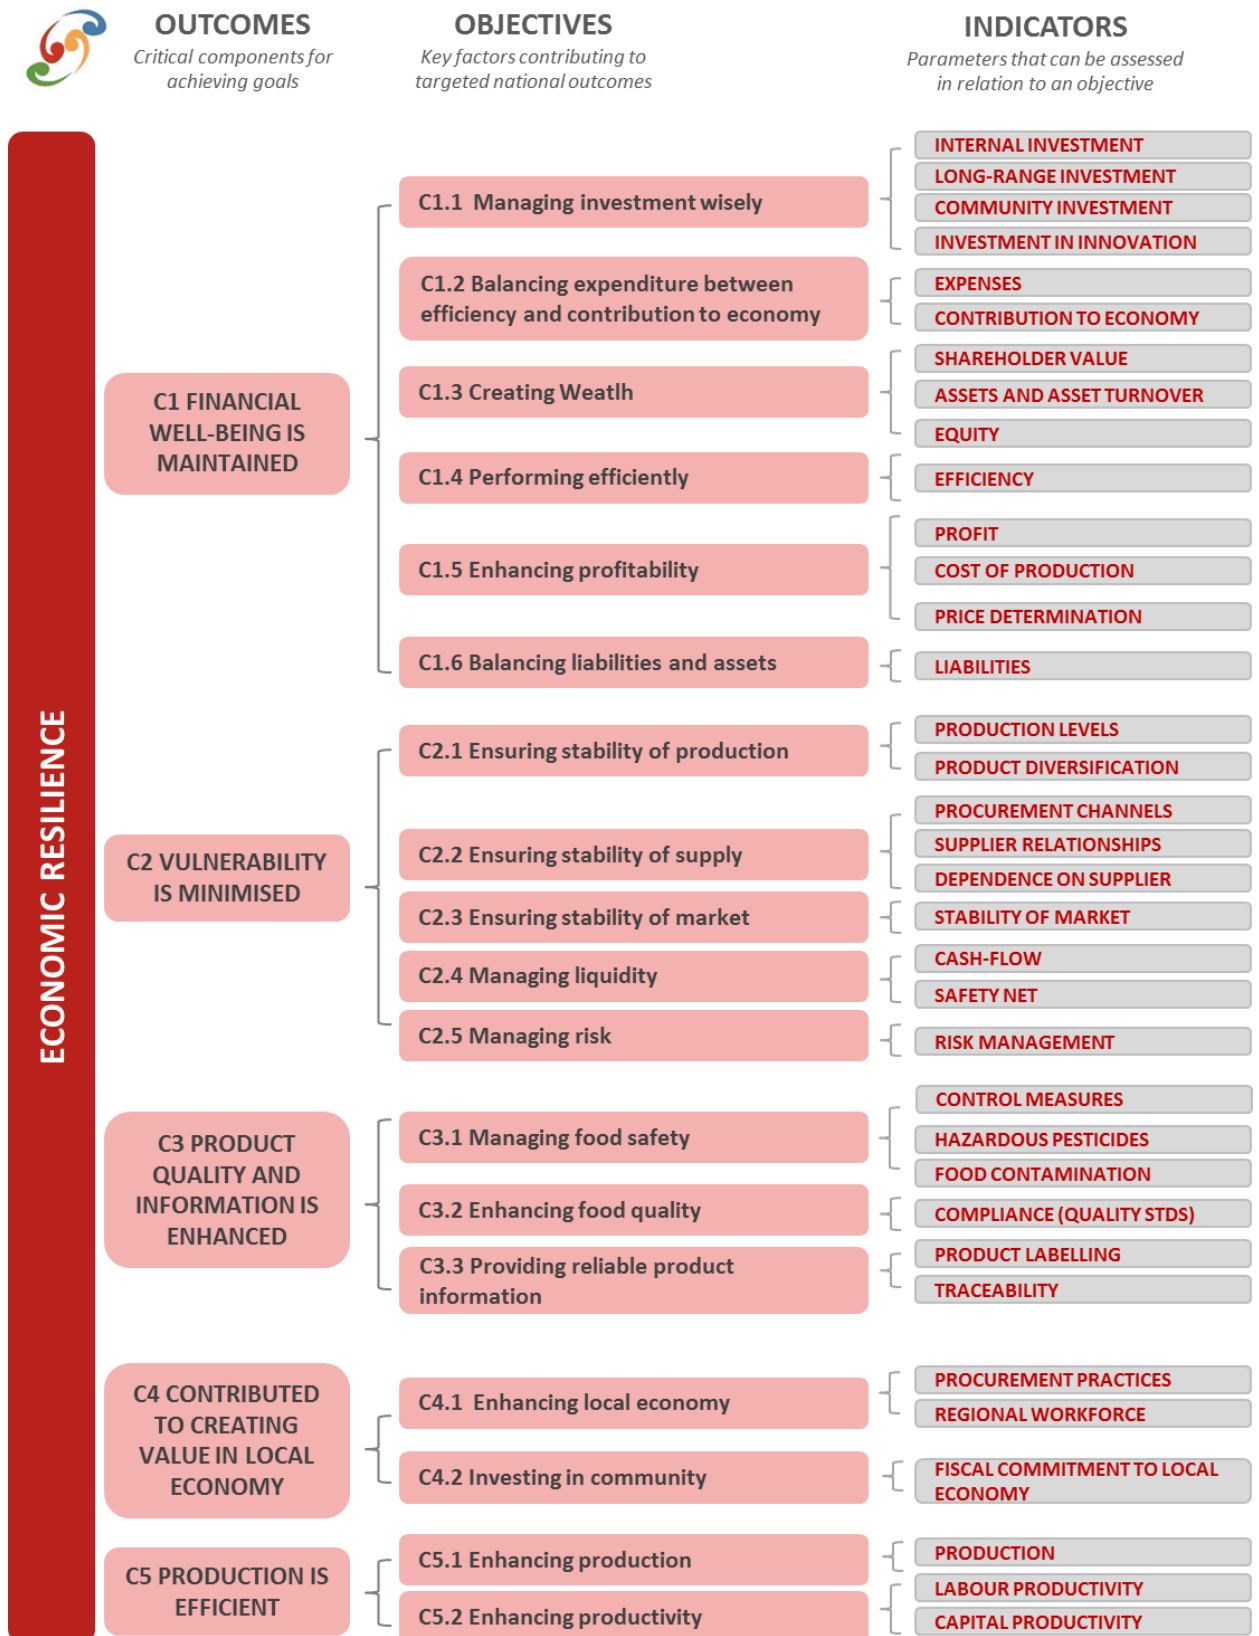 OUTCOMES
Critical components for
achieving goals
OBJECTIVES
Key factors contributing to
targeted national outcomes
INDICATORS
Parameters that can be assessed
in relation to an objective
ECONOMIC RESILIENCE
C1 FINANCIAL
WELL-BEING IS
MAINTAINED
C1.1 Managing investment wisely
INTERNAL INVESTMENT
LONG-RANGE INVESTMENT
COMMUNITY INVESTMENT
INVESTMENT IN INNOVATION
C1.2 Balancing expenditure between
efficiency and contribution to economy
EXPENSES
CONTRIBUTION TO ECONOMY
C1.3 Creating Weatlh
SHAREHOLDER VALUE
ASSETS AND ASSET TURNOVER
EQUITY
C1.4 Performing efficiently
EFFICIENCY
C1.5 Enhancing profitability
PROFIT
COST OF PRODUCTION
PRICE DETERMINATION
C1.6 Balancing liabilities and assets
LIABILITIES
C2 VULNERABILITY
IS MINIMISED
C2.1 Ensuring stability of production
PRODUCTION LEVELS
PRODUCT DIVERSIFICATION
C2.2 Ensuring stability of supply
PROCUREMENT CHANNELS
SUPPLIER RELATIONSHIPS
DEPENDENCE ON SUPPLIER
C2.3 Ensuring stability of market
STABILITY OF MARKET
C2.4 Managing liquidity
CASH-FLOW
SAFETY NET
C2.5 Managing risk
RISK MANAGEMENT
C3 PRODUCT
QUALITY AND
INFORMATION IS
ENHANCED
C3.1 Managing food safety
CONTROL MEASURES
HAZARDOUS PESTICIDES
FOOD CONTAMINATION
C3.2 Enhancing food quality
COMPLIANCE (QUALITY STDS)
C3.3 Providing reliable product
information
PRODUCT LABELLING
TRACEABILITY
C4 CONTRIBUTED
TO CREATING
VALUE IN LOCAL
ECONOMY
C4.1 Enhancing local economy
PROCUREMENT PRACTICES
REGIONAL WORKFORCE
C4.2 Investing in community
FISCAL COMMITMENT TO LOCAL
ECONOMY
C5 PRODUCTION IS
EFFICIENT
C5.1 Enhancing production
PRODUCTION
C5.2 Enhancing productivity
LABOUR PRODUCTIVITY
CAPITAL PRODUCTIVITY